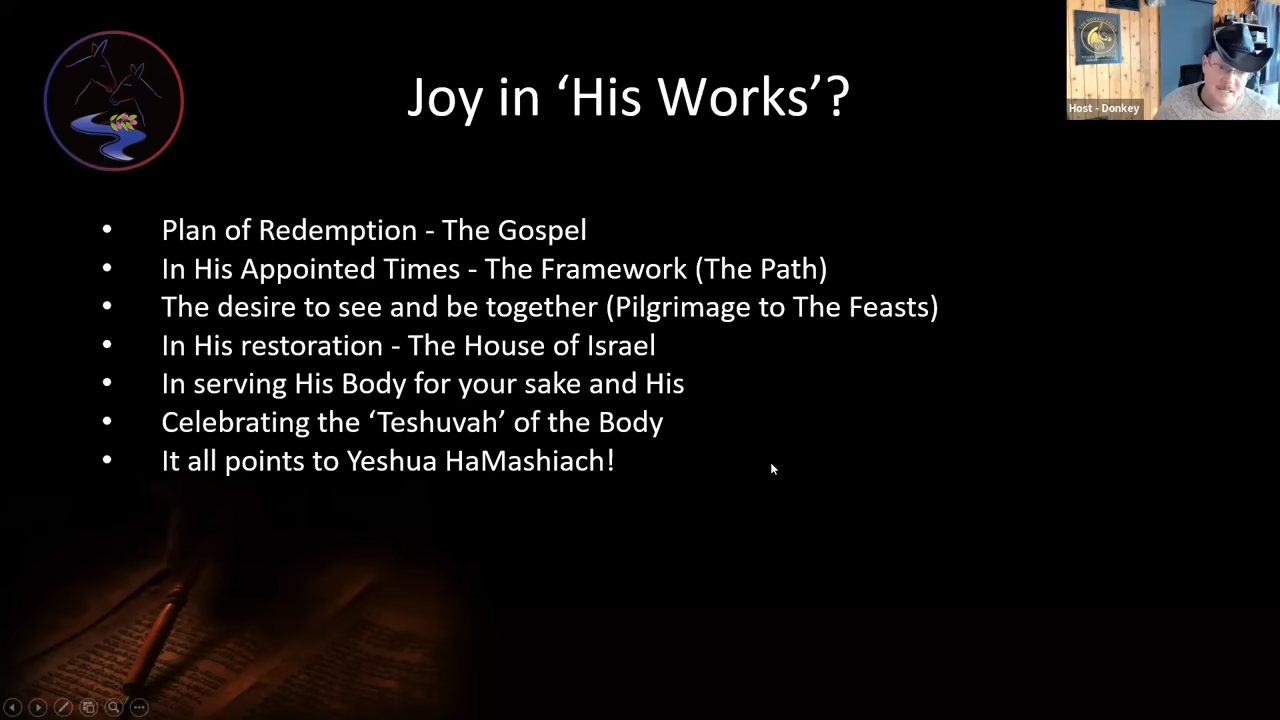 Joy in ‘His Works’?
Host - Donkey
• Plan of Redemption - The Gospel
• In His Appointed Times - The Framework (The Path)
• The desire to see and be together (Pilgrimage to The Feasts)
• In His restoration - The House of Israel
• In serving His Body for your sake and His
• Celebrating the ‘Teshuvah’ of the Body
• It all points to Yeshua HaMashiach!